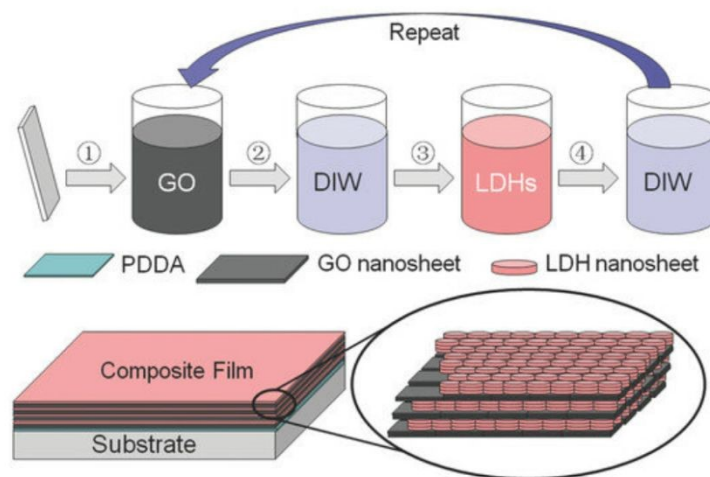 Repeat
① ② ③ ④
GO DIW LDHs DIW
PDDA GO nanosheet LDH nanosheet
Composite Film
Substrate